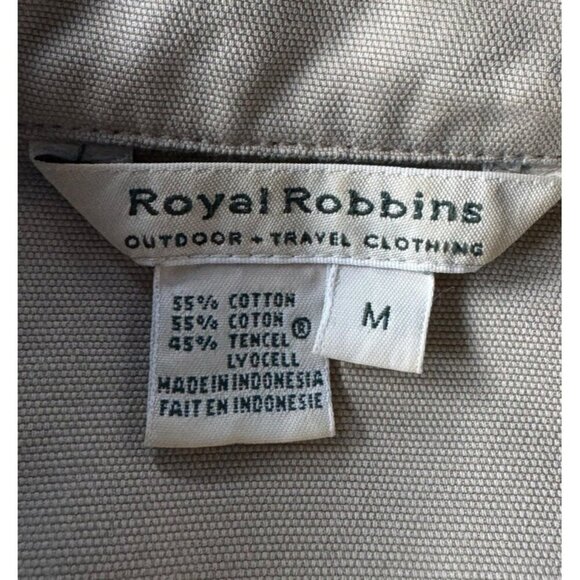 Royal Robbins
OUTDOOR + TRAVEL CLOTHING
55% COTTON
55% COTON
45% TENCEL®
LYOCELL
MADE IN INDONESIA
FAIT EN INDONESIE
M